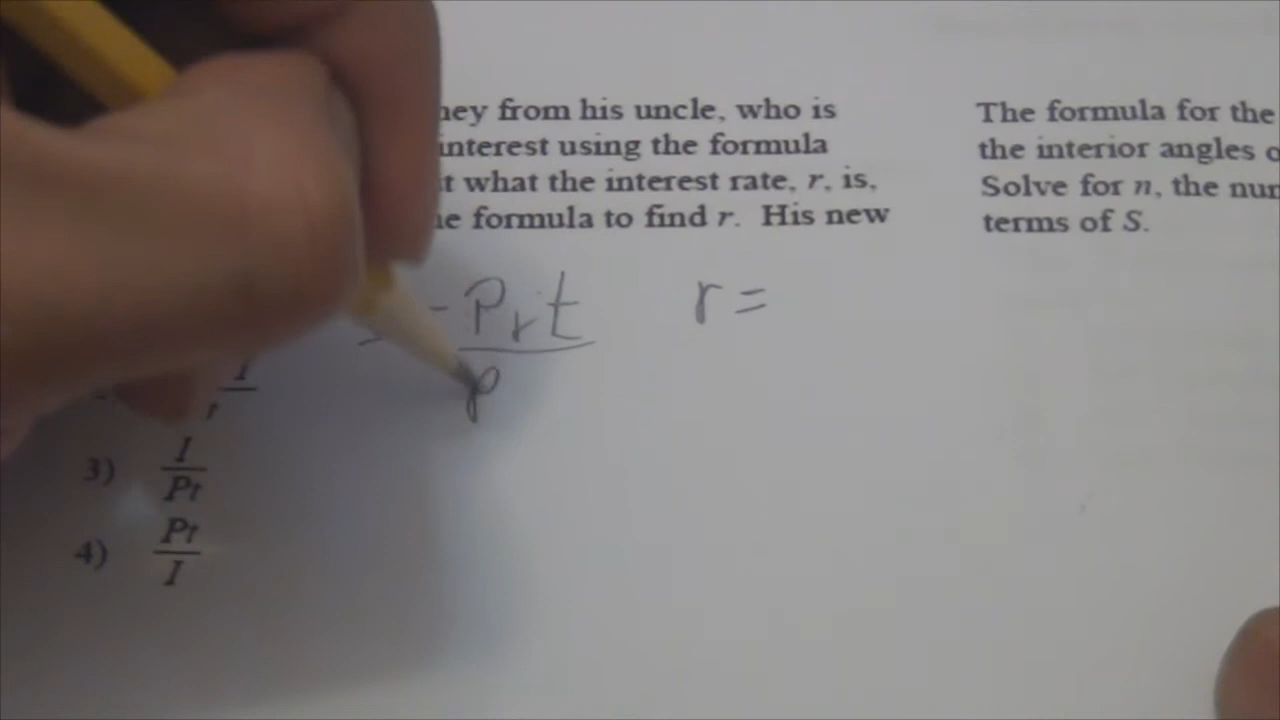 ney from his uncle, who is
interest using the formula
t what the interest rate, r, is,
e formula to find r. His new
= Prt r =
P
I
r
3) I
Pt
4) Pt
I
The formula for the
the interior angles o
Solve for n, the nun
terms of S.